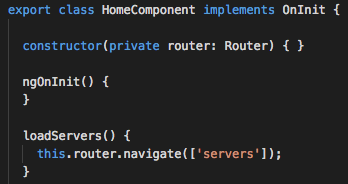 export class HomeComponent implements OnInit {
constructor(private router: Router) { }
ngOnInit() {
}
loadServers() {
this.router.navigate(['servers']);
}